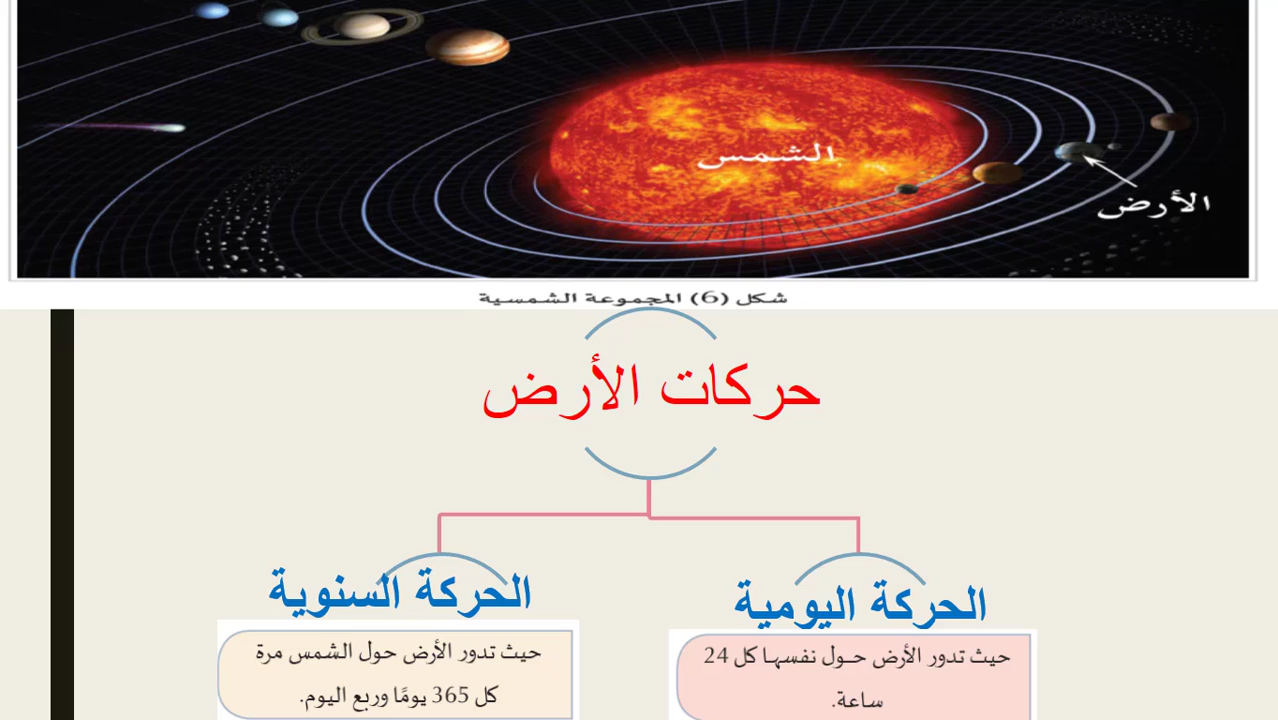 الشمس
الأرض
شكل (6) المجموعة الشمسية
حركات الأرض
الحركة اليومية
حيث تدور الأرض حول نفسها كل 24
ساعة.
الحركة السنوية
حيث تدور الأرض حول الشمس مرة
كل 365 يومًا وربع اليوم.